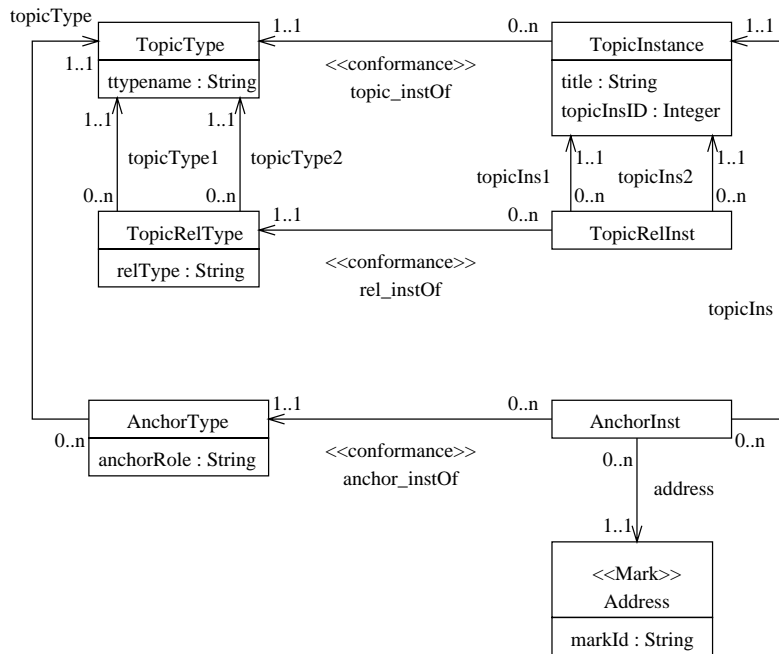 topicType
TopicType
1..1
0..n
TopicInstance
1..1
1..1
ttypename : String
<<conformance>>
topic_instOf
title : String
topicInsID : Integer
1..1
1..1
1..1
1..1
topicType1
topicType2
topicIns1
topicIns2
0..n
0..n
0..n
0..n
TopicRelType
1..1
0..n
TopicRelInst
relType : String
<<conformance>>
rel_instOf
topicIns
AnchorType
1..1
0..n
AnchorInst
0..n
0..n
anchorRole : String
<<conformance>>
anchor_instOf
0..n
address
1..1
<<Mark>>
Address
markId : String